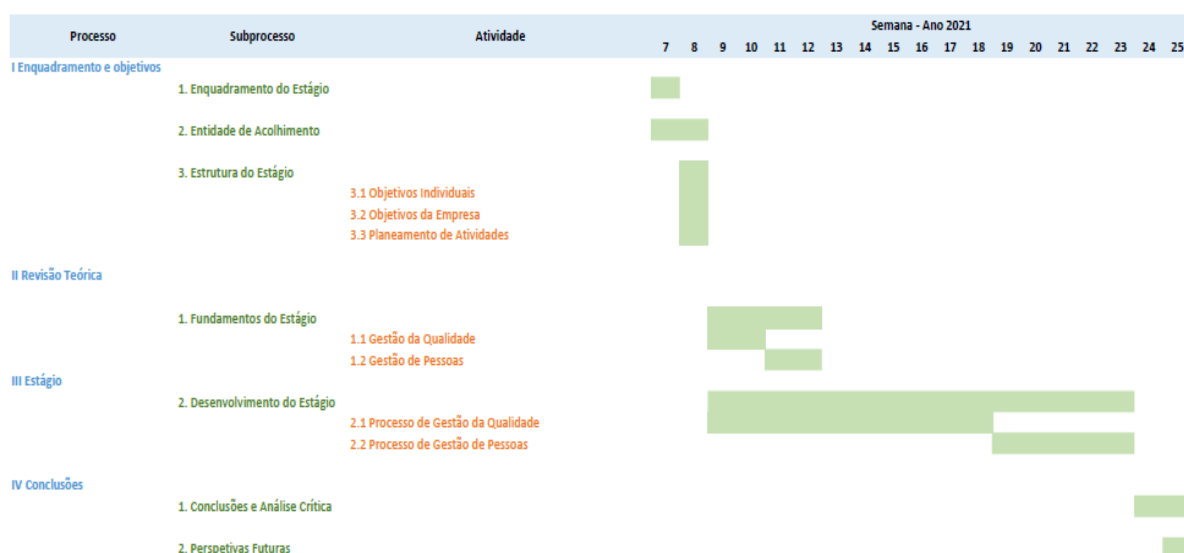 Semana - Ano 2021
Processo Subprocesso Atividade
7 8 9 10 11 12 13 14 15 16 17 18 19 20 21 22 23 24 25
I Enquadramento e objetivos
1. Enquadramento do Estágio
2. Entidade de Acolhimento
3. Estrutura do Estágio
3.1 Objetivos Individuais
3.2 Objetivos da Empresa
3.3 Planeamento de Atividades
II Revisão Teórica
1. Fundamentos do Estágio
1.1 Gestão da Qualidade
1.2 Gestão de Pessoas
III Estágio
2. Desenvolvimento do Estágio
2.1 Processo de Gestão da Qualidade
2.2 Processo de Gestão de Pessoas
IV Conclusões
1. Conclusões e Análise Crítica
2. Perspetivas Futuras